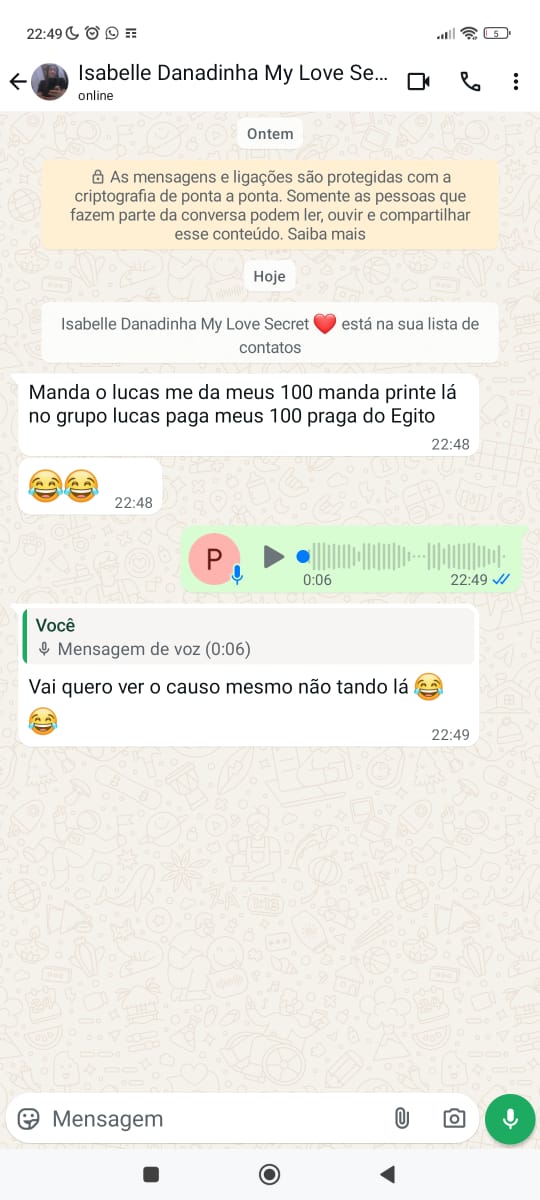 22:49
5
Isabelle Danadinha My Love Se...
online
Ontem
As mensagens e ligações são protegidas com a
criptografia de ponta a ponta. Somente as pessoas que
fazem parte da conversa podem ler, ouvir e compartilhar
esse conteúdo. Saiba mais
Hoje
Isabelle Danadinha My Love Secret ❤️ está na sua lista de
contatos
Manda o lucas me da meus 100 manda printe lá
no grupo lucas paga meus 100 praga do Egito
22:48
😂😂 22:48
P
0:06 22:49
Você
Mensagem de voz (0:06)
Vai quero ver o causo mesmo não tando lá 😂
😂
22:49
Mensagem